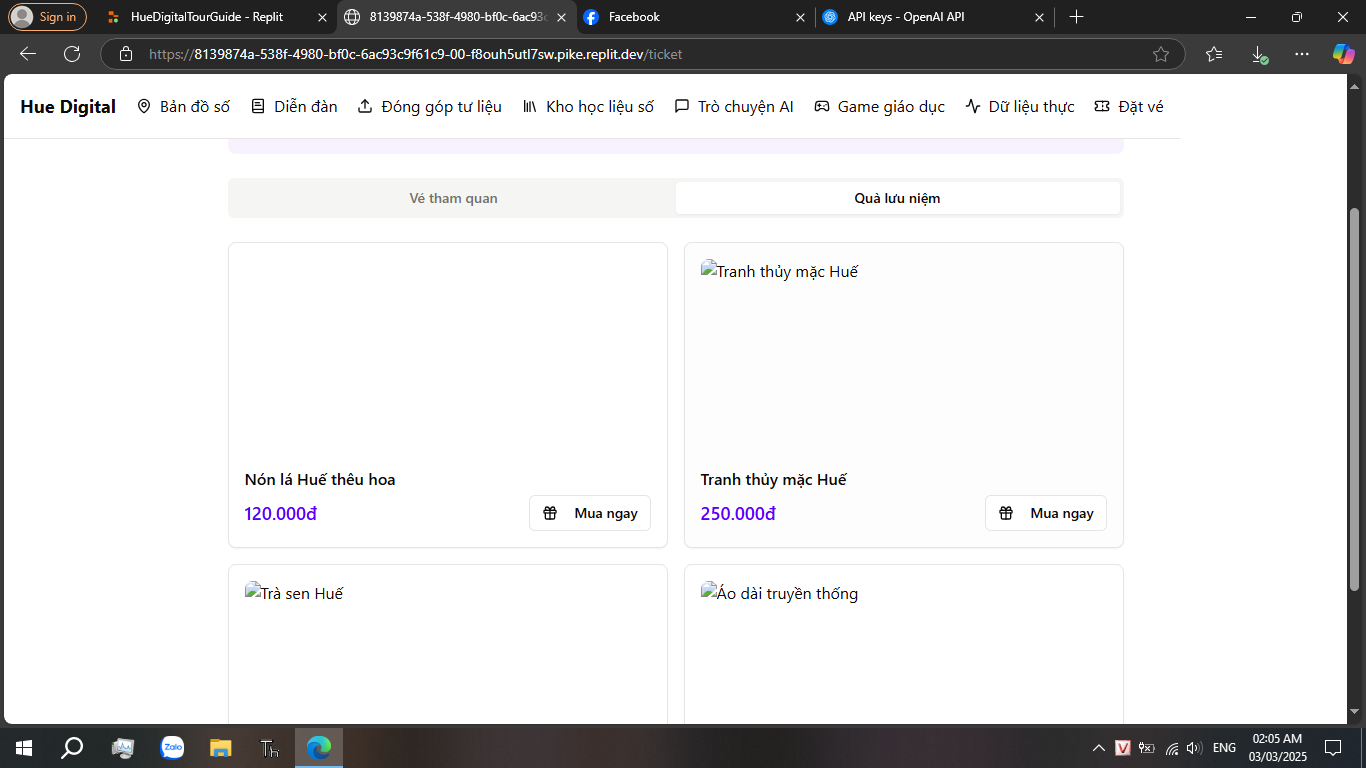 Sign in
HueDigitalTourGuide - Replit
8139874a-538f-4980-bf0c-6ac93c
Facebook
API keys - OpenAI API
https://8139874a-538f-4980-bf0c-6ac93c9f61c9-00-f8ouh5utl7sw.pike.replit.dev/ticket
Hue Digital
Bản đồ số
Diễn đàn
Đóng góp tư liệu
Kho học liệu số
Trò chuyện AI
Game giáo dục
Dữ liệu thực
Đặt vé
Vé tham quan
Quà lưu niệm
Tranh thủy mặc Huế
Nón lá Huế thêu hoa
120.000đ
Mua ngay
Tranh thủy mặc Huế
250.000đ
Mua ngay
Trà sen Huế
Áo dài truyền thống
Zalo
Th
V
ENG
02:05 AM
03/03/2025